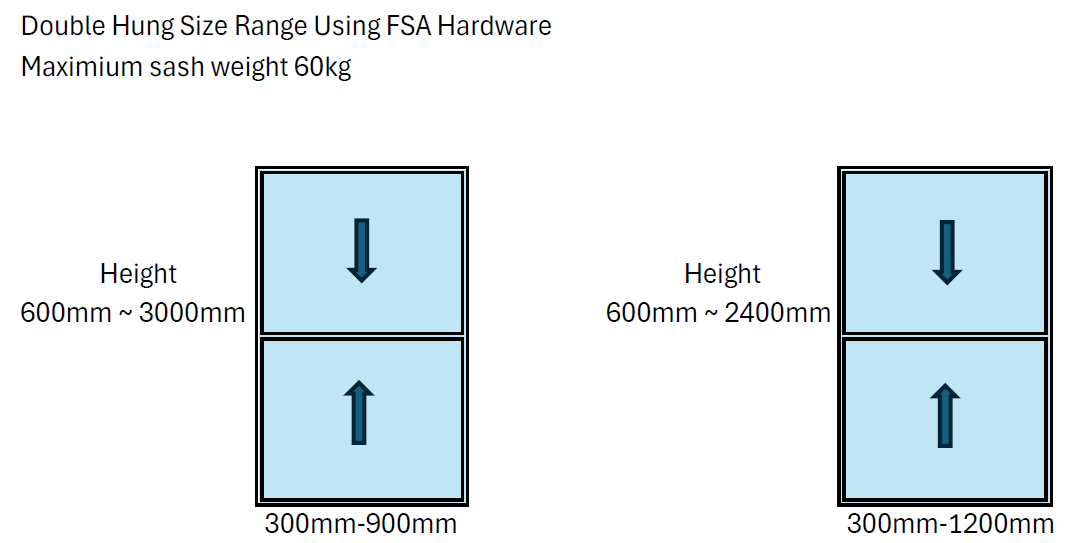 Double Hung Size Range Using FSA Hardware
Maximium sash weight 60kg
Height
600mm ~ 3000mm
300mm-900mm
Height
600mm ~ 2400mm
300mm-1200mm